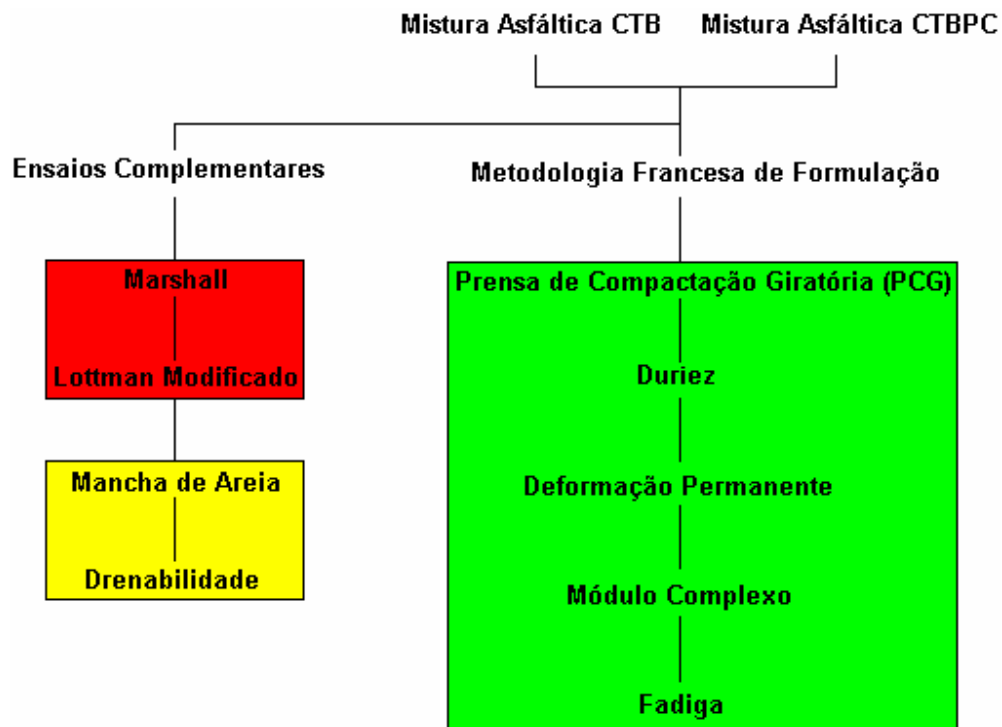 Mistura Asfáltica CTB
Mistura Asfáltica CTBPC
Ensaios Complementares
Metodologia Francesa de Formulação
Marshall
Lottman Modificado
Mancha de Areia
Drenabilidade
Prensa de Compactação Giratória (PCG)
Duriez
Deformação Permanente
Módulo Complexo
Fadiga